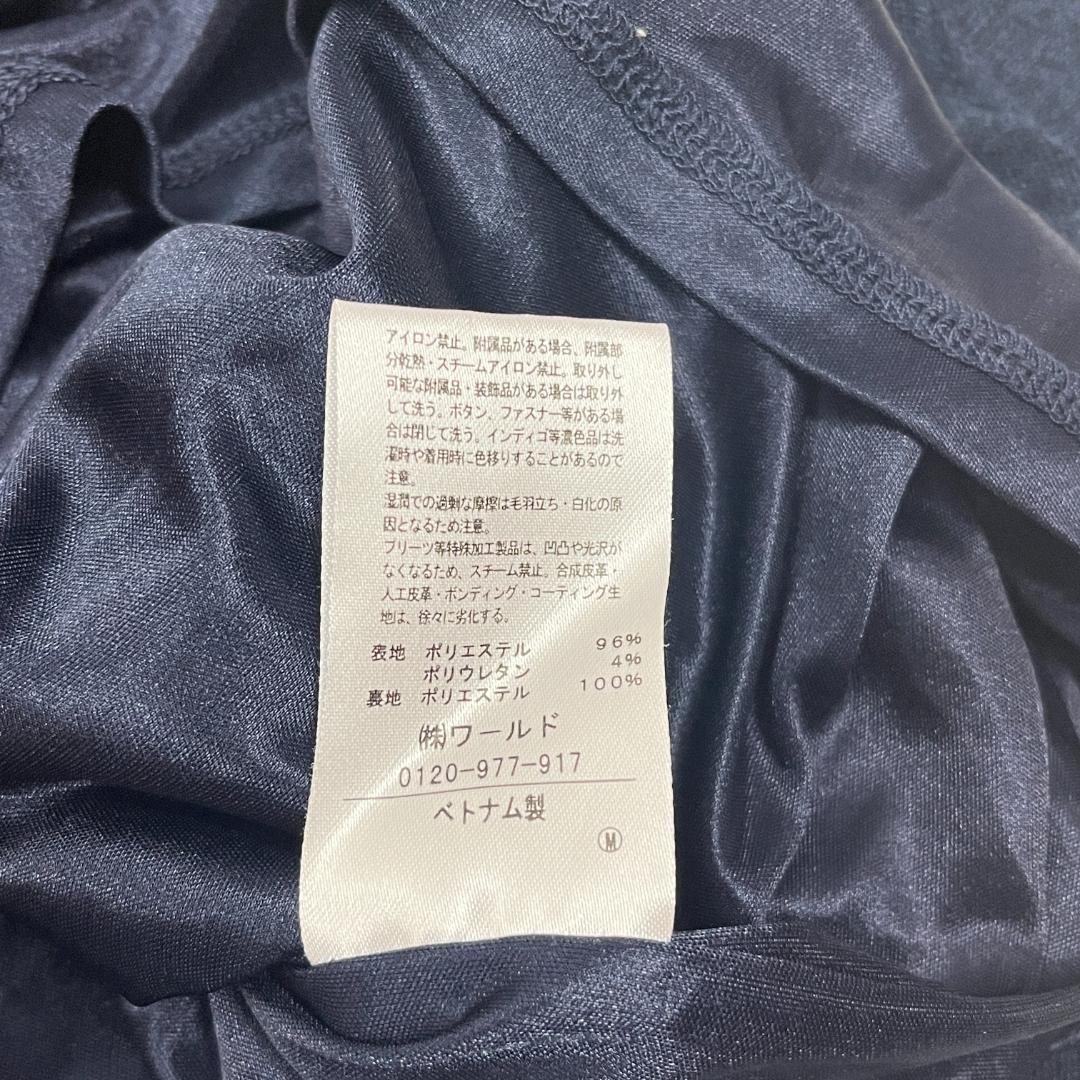 アイロン禁止。附属品がある場合、附属部
分乾熱・スチームアイロン禁止。取り外し
可能な附属品・装飾品がある場合は取り外
して洗う。ボタン、ファスナー等がある場
合は閉じて洗う。インディゴ等濃色品は洗
濯時や着用時に色移りすることがあるので
注意。
湿潤での過剰な摩擦は毛羽立ち・白化の原
因となるため注意。
プリーツ等特殊加工製品は、凹凸や光沢が
なくなるため、スチーム禁止。合成皮革・
人工皮革・ボンディング・コーティング生
地は、徐々に劣化する。
表地 ポリエステル 96%
ポリウレタン 4%
裏地 ポリエステル 100%
㈱ワールド
0120-977-917
ベトナム製
Ⓜ